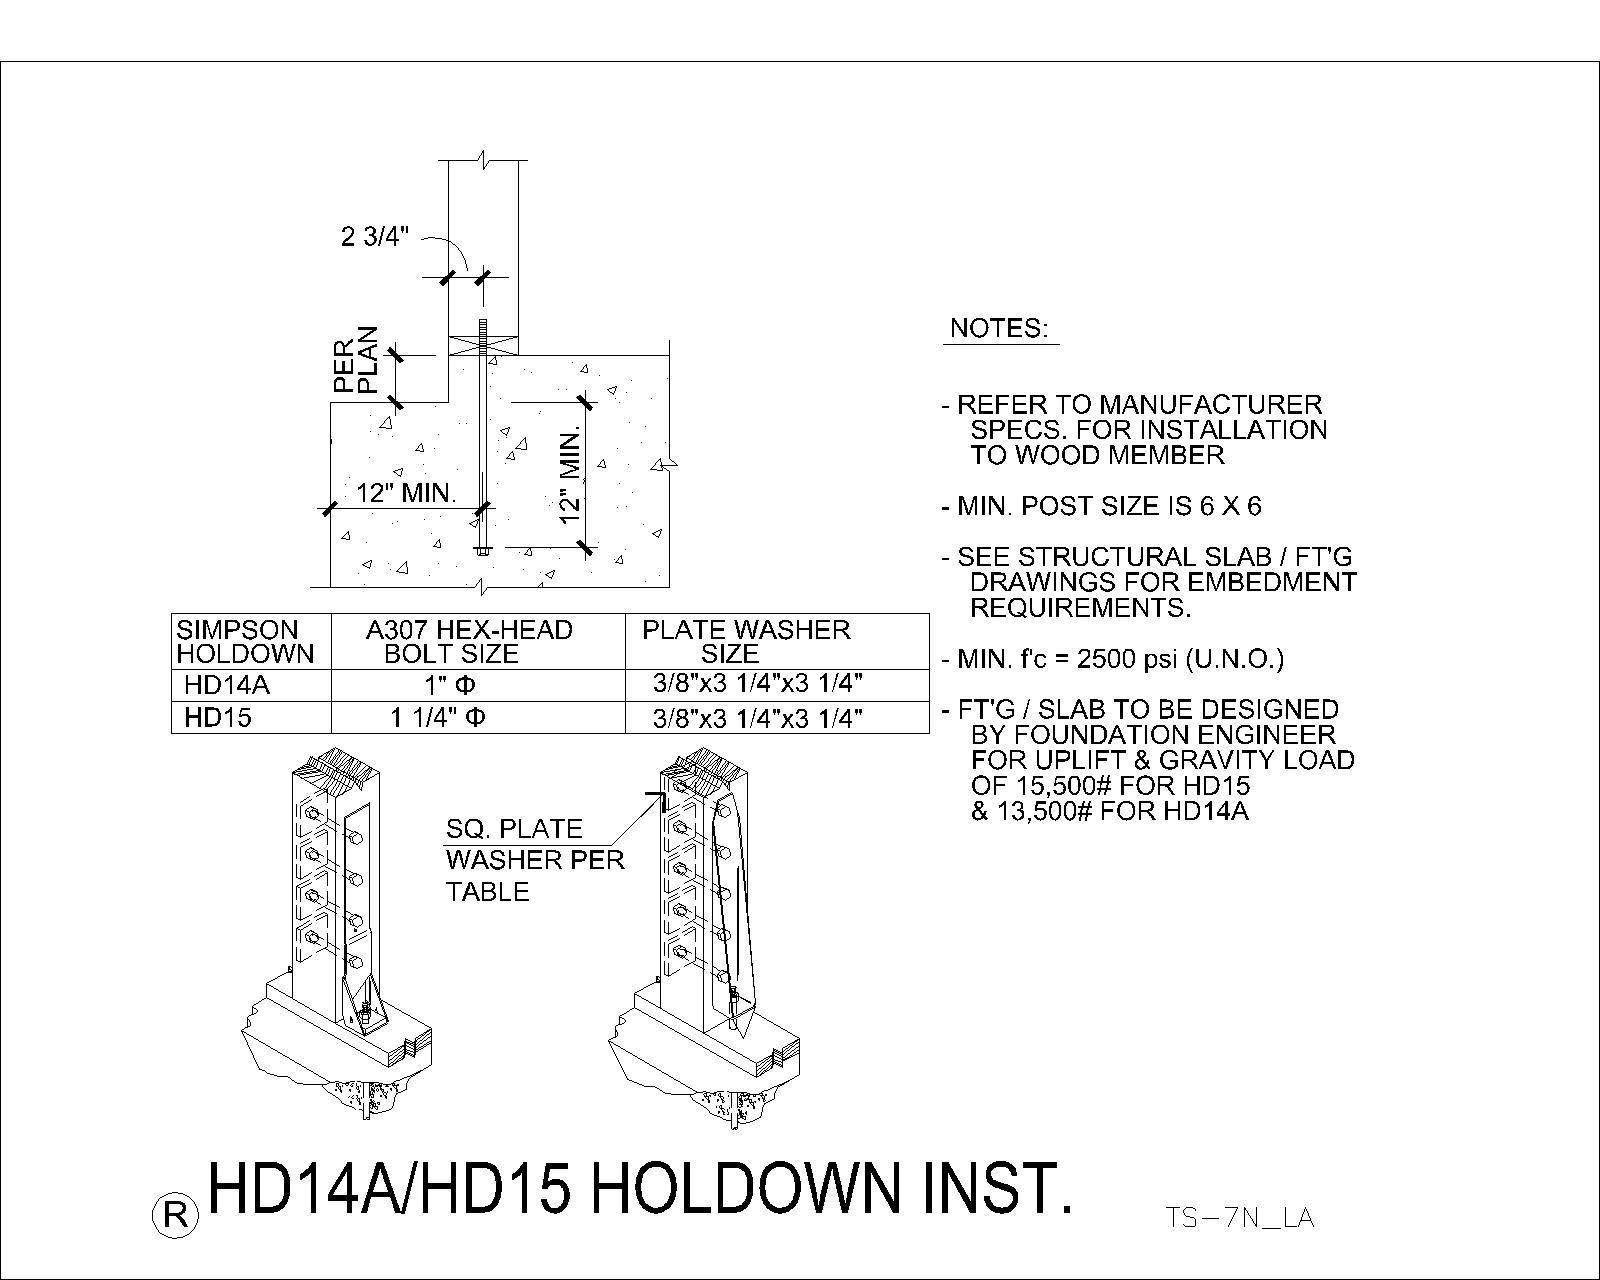 2 3/4"
PER
PLAN
12" MIN.
12" MIN.
SIMPSON
HOLDOWN
A307 HEX-HEAD
BOLT SIZE
PLATE WASHER
SIZE
HD14A
1" Φ
3/8"x3 1/4"x3 1/4"
HD15
1 1/4" Φ
3/8"x3 1/4"x3 1/4"
SQ. PLATE
WASHER PER
TABLE
NOTES:
- REFER TO MANUFACTURER
SPECS. FOR INSTALLATION
TO WOOD MEMBER
- MIN. POST SIZE IS 6 X 6
- SEE STRUCTURAL SLAB / FT'G
DRAWINGS FOR EMBEDMENT
REQUIREMENTS.
- MIN. f'c = 2500 psi (U.N.O.)
- FT'G / SLAB TO BE DESIGNED
BY FOUNDATION ENGINEER
FOR UPLIFT & GRAVITY LOAD
OF 15,500# FOR HD15
& 13,500# FOR HD14A
R HD14A/HD15 HOLDOWN INST.
TS-7N_LA